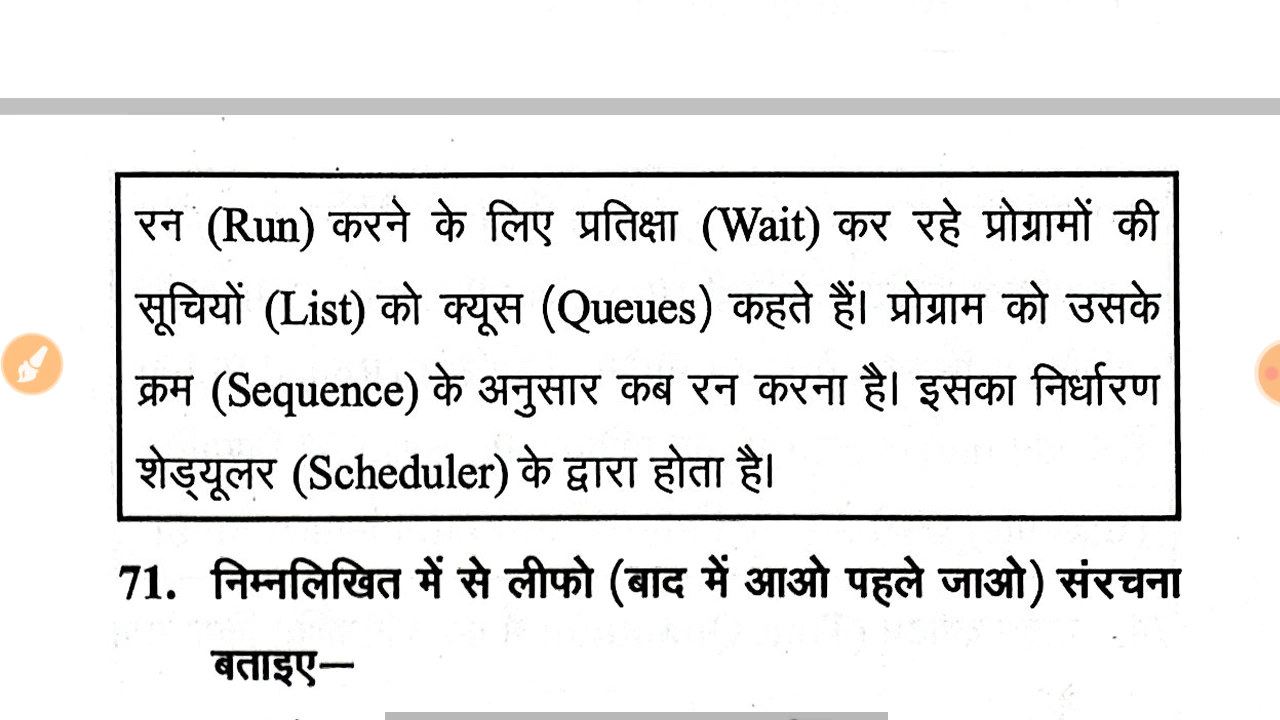 रन (Run) करने के लिए प्रतिक्षा (Wait) कर रहे प्रोग्रामों की
सूचियों (List) को क्यूस (Queues) कहते हैं। प्रोग्राम को उसके
क्रम (Sequence) के अनुसार कब रन करना है। इसका निर्धारण
शेड्यूलर (Scheduler) के द्वारा होता है।
71. निम्नलिखित में से लीफो (बाद में आओ पहले जाओ) संरचना
बताइए—